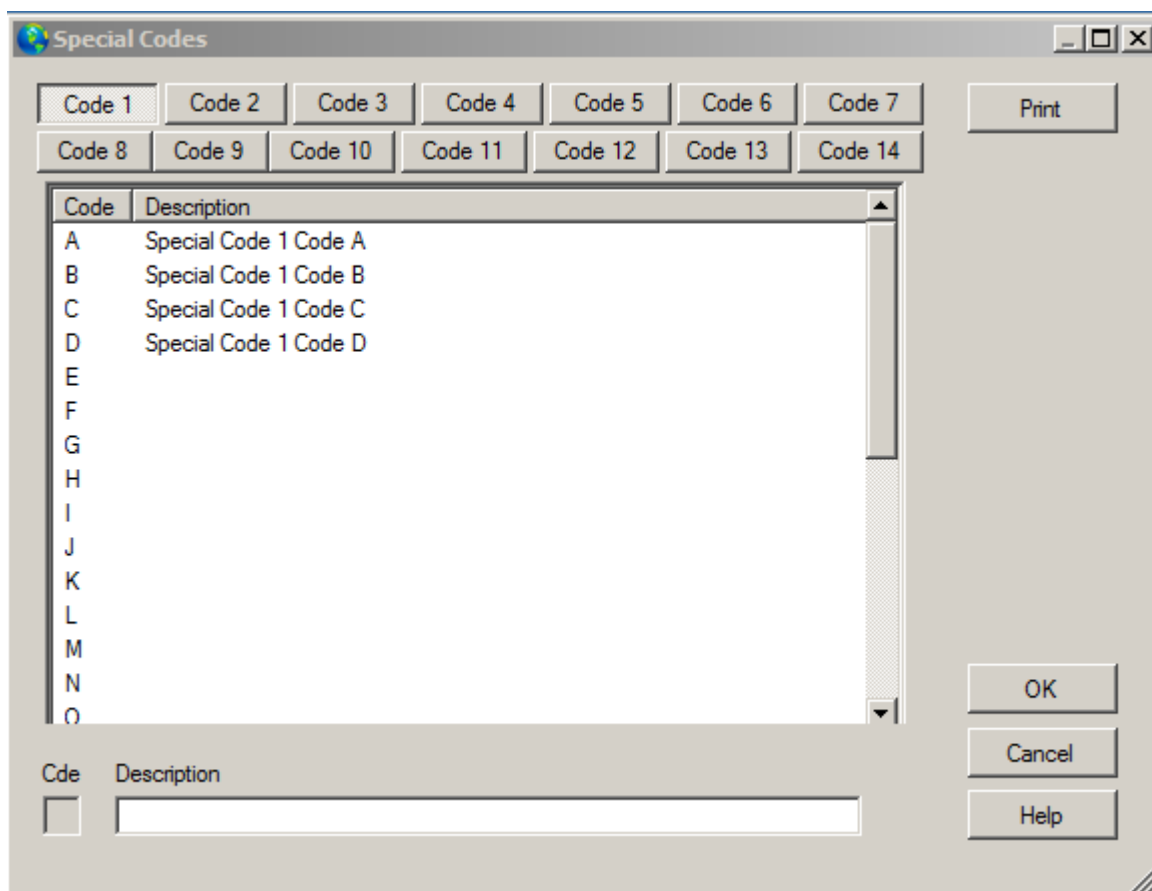 Special Codes
Code 1 Code 2 Code 3 Code 4 Code 5 Code 6 Code 7 Print
Code 8 Code 9 Code 10 Code 11 Code 12 Code 13 Code 14
Code Description
A Special Code 1 Code A
B Special Code 1 Code B
C Special Code 1 Code C
D Special Code 1 Code D
E
F
G
H
I
J
K
L
M
N
O
OK
Cancel
Cde Description
Help